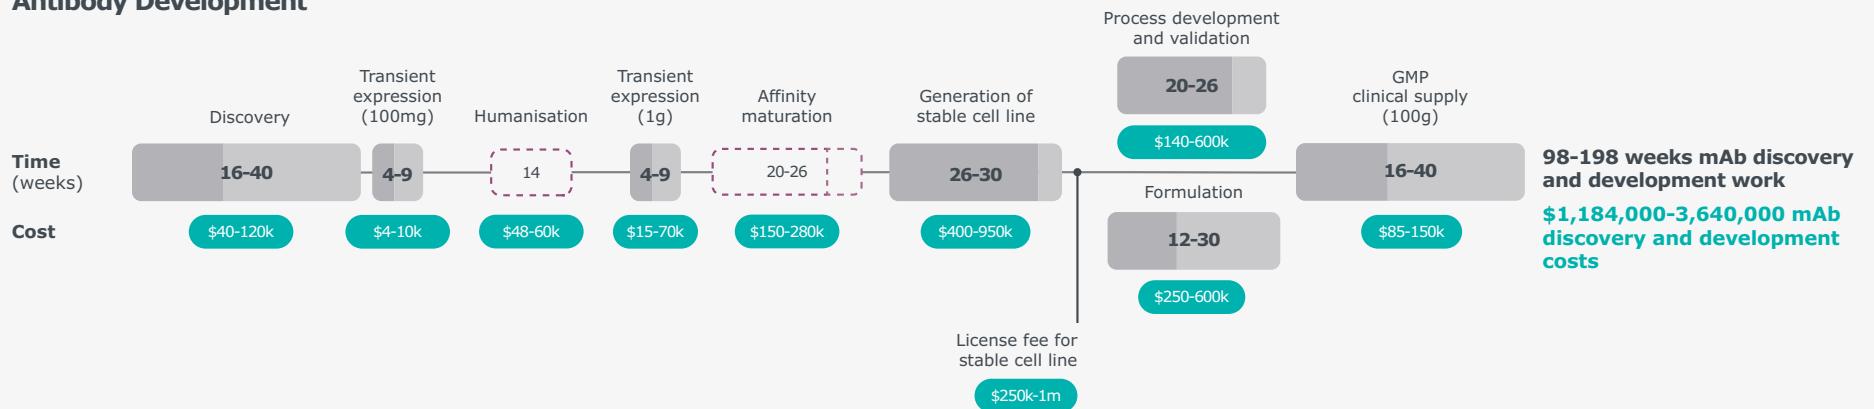 Antibody Development
Discovery
Transient
expression
(100mg)
Humanisation
Transient
expression
(1g)
Affinity
maturation
Generation of
stable cell line
Process development
and validation
20-26
$140-600k
GMP
clinical supply
(100g)
Time
(weeks)
16-40
4-9
14
4-9
20-26
26-30
Formulation
12-30
$250-600k
16-40
98-198 weeks mAb discovery
and development work
Cost
$40-120k
$4-10k
$48-60k
$15-70k
$150-280k
$400-950k
$85-150k
$1,184,000-3,640,000 mAb
discovery and development
costs
License fee for
stable cell line
$250k-1m